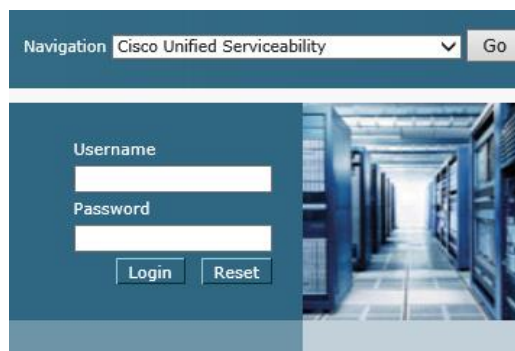 Navigation Cisco Unified Serviceability Go
Username
Password
Login Reset